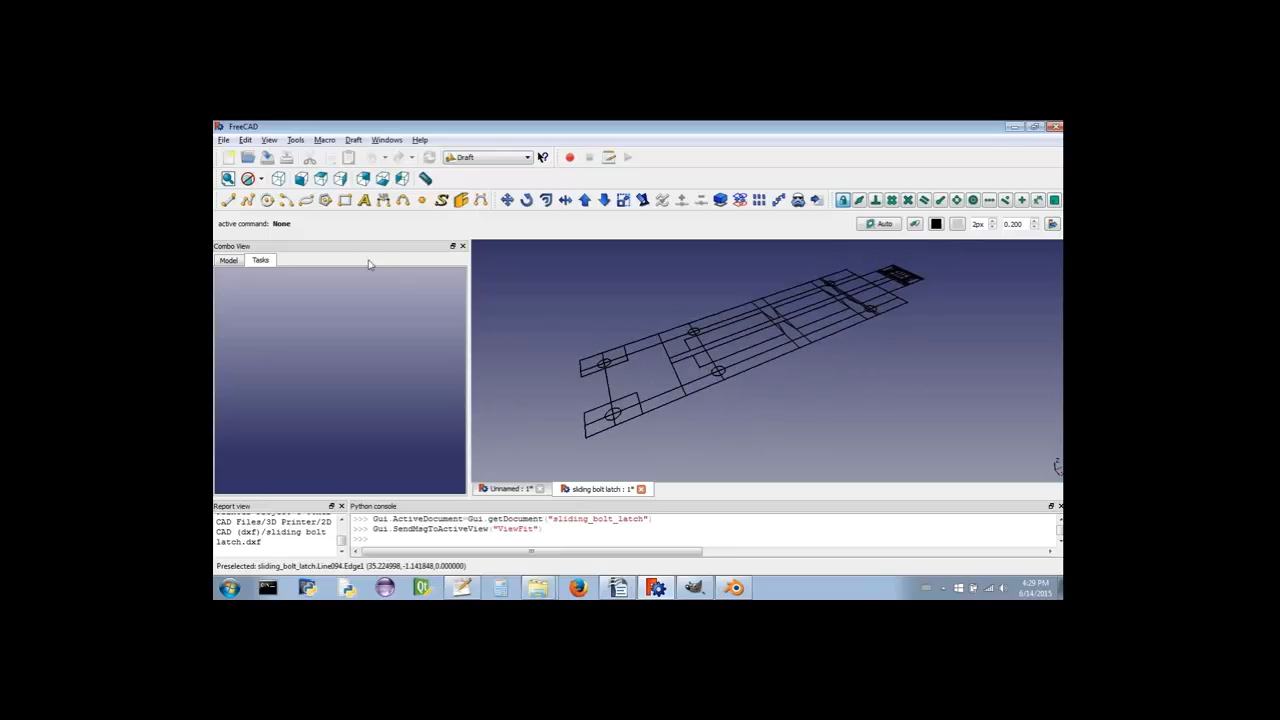 FreeCAD
File Edit View Tools Macro Draft Windows Help
Draft
active command: None
Auto
2px
0.200
Combo View
Model Tasks
Unnamed : 1*
sliding bolt latch : 1*
Report view
CAD Files/3D Printer/2D
CAD (dxf)/sliding bolt
latch.dxf
Python console
>>> Gui.ActiveDocument=Gui.getDocument("sliding_bolt_latch")
>>> Gui.SendMsgToActiveView("ViewFit")
>>>
Preselected: sliding_bolt_latch.Line094.Edge1 (35.224998,-1.141848,0.000000)
4:29 PM
6/14/2015